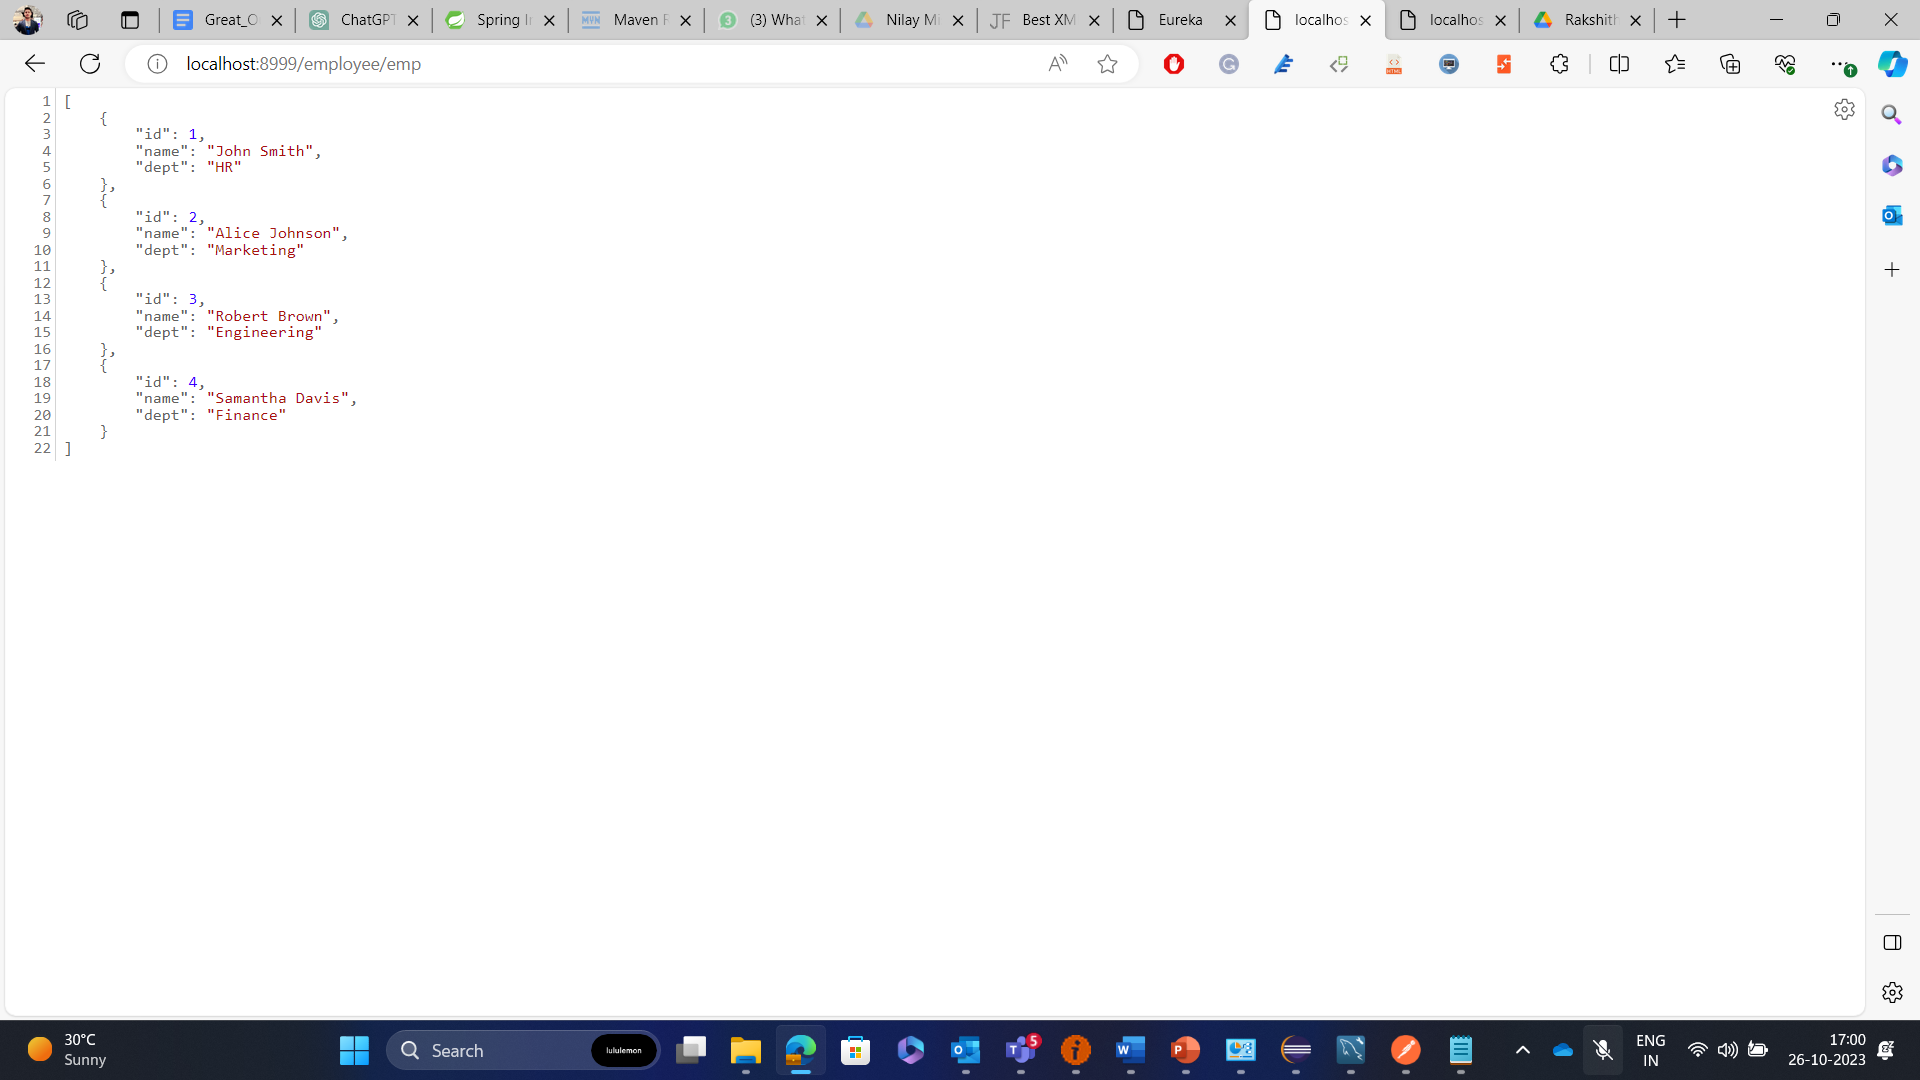 Great_O
ChatGPT
Spring I
Maven R
(3) What
Nilay Mi
JF Best XM
Eureka
localhos
localhos
Rakshith
localhost:8999/employee/emp
1 [
2 {
3 "id": 1,
4 "name": "John Smith",
5 "dept": "HR"
6 },
7 {
8 "id": 2,
9 "name": "Alice Johnson",
10 "dept": "Marketing"
11 },
12 {
13 "id": 3,
14 "name": "Robert Brown",
15 "dept": "Engineering"
16 },
17 {
18 "id": 4,
19 "name": "Samantha Davis",
20 "dept": "Finance"
21 }
22 ]
30°C
Sunny
Search
lululemon
5
ENG
IN
17:00
26-10-2023